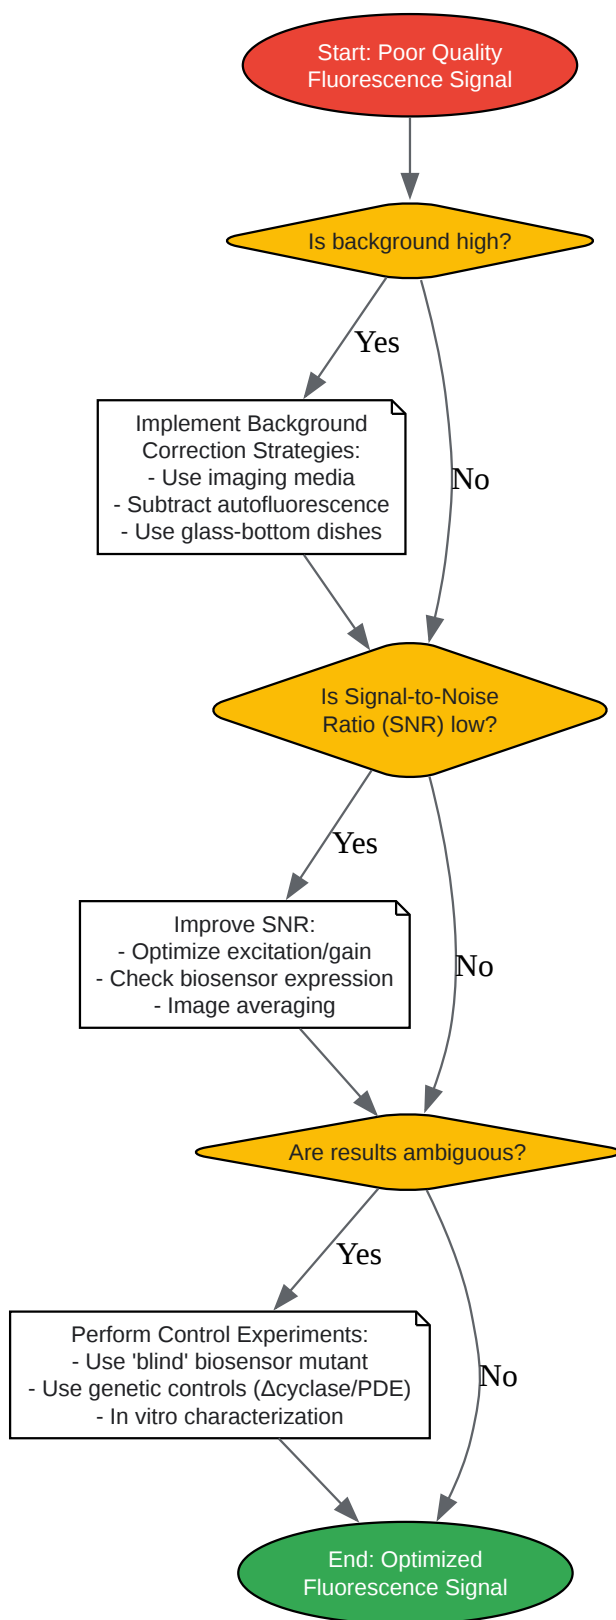 Start: Poor Quality
Fluorescence Signal
Is background high?
Yes
Implement Background
Correction Strategies:
- Use imaging media
- Subtract autofluorescence
- Use glass-bottom dishes
No
Is Signal-to-Noise
Ratio (SNR) low?
Yes
Improve SNR:
- Optimize excitation/gain
- Check biosensor expression
- Image averaging
No
Are results ambiguous?
Yes
Perform Control Experiments:
- Use 'blind' biosensor mutant
- Use genetic controls (Δcyclase/PDE)
- In vitro characterization
No
End: Optimized
Fluorescence Signal